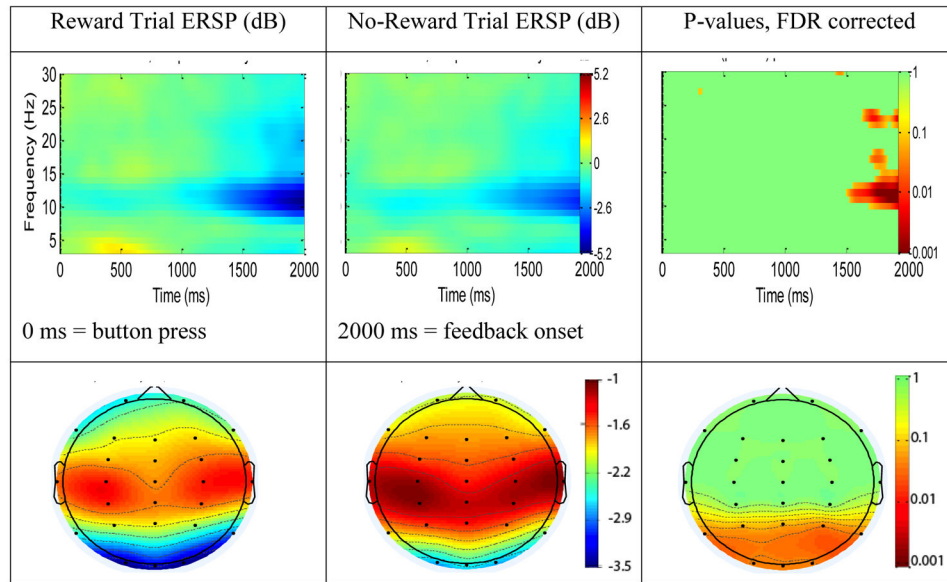 Reward Trial ERSP (dB)
No-Reward Trial ERSP (dB)
P-values, FDR corrected
Frequency (Hz)
30
25
20
15
10
5
0 500 1000 1500 2000
Time (ms)
5.2
2.6
0
-2.6
-5.2
0 500 1000 1500 2000
Time (ms)
1
0.1
0.01
0.001
0 500 1000 1500 2000
Time (ms)
0 ms = button press
2000 ms = feedback onset
-1
-1.6
-2.2
-2.9
-3.5
1
0.1
0.01
0.001